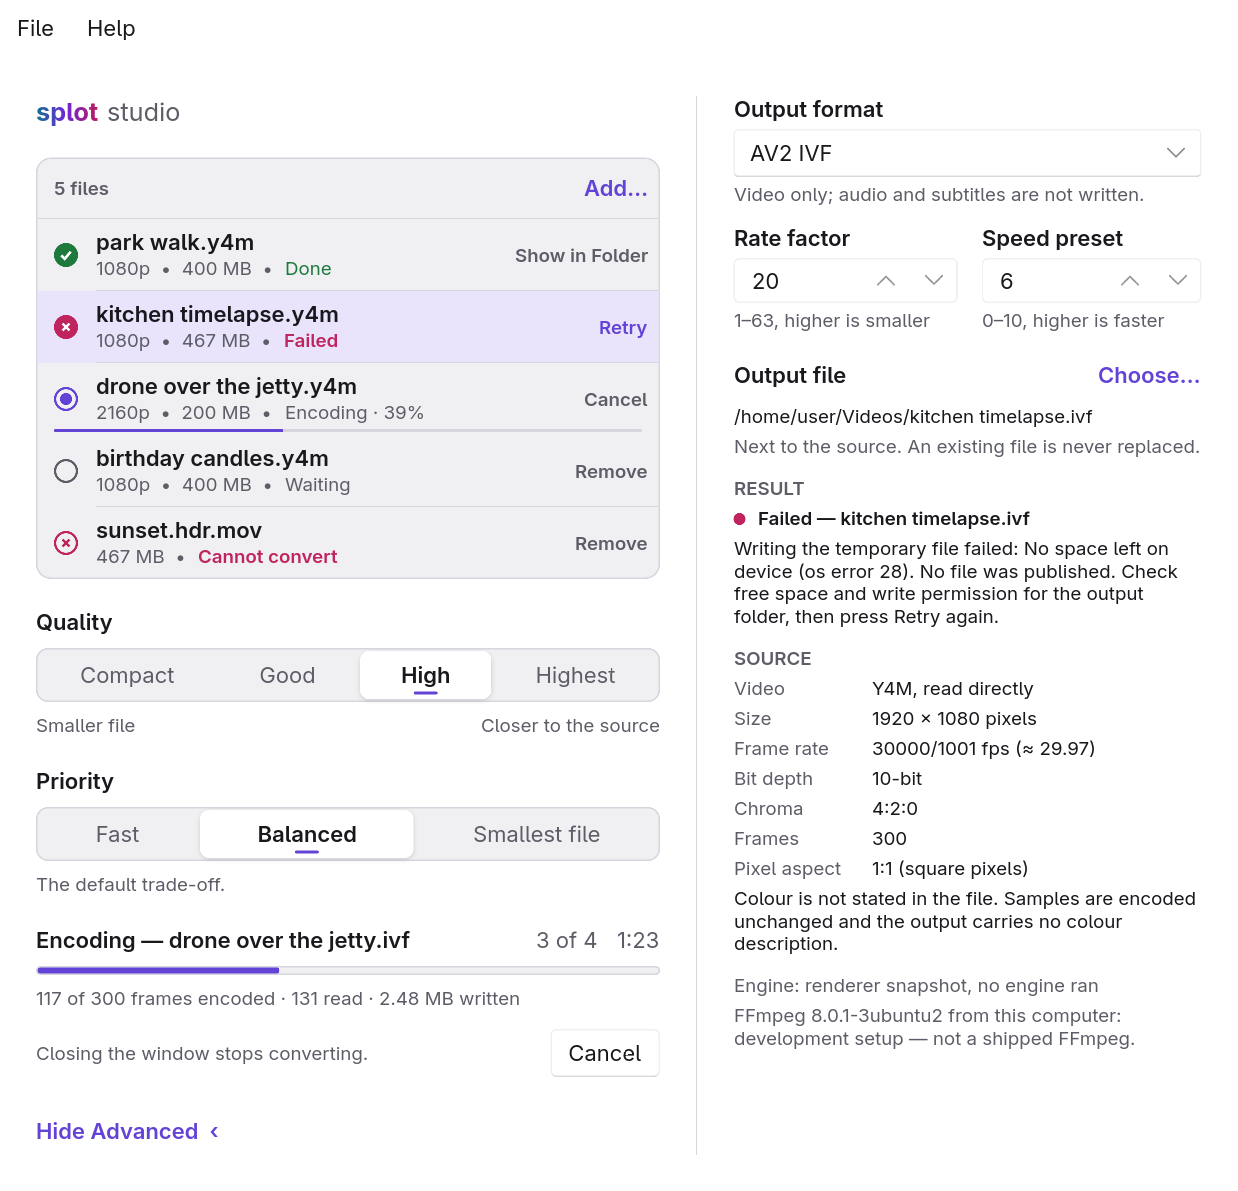 File Help
splot studio
5 files Add...
park walk.y4m
1080p • 400 MB • Done
Show in Folder
kitchen timelapse.y4m
1080p • 467 MB • Failed
Retry
drone over the jetty.y4m
2160p • 200 MB • Encoding · 39%
Cancel
birthday candles.y4m
1080p • 400 MB • Waiting
Remove
sunset.hdr.mov
467 MB • Cannot convert
Remove
Quality
Compact Good High Highest
Smaller file Closer to the source
Priority
Fast Balanced Smallest file
The default trade-off.
Encoding — drone over the jetty.ivf 3 of 4 1:23
117 of 300 frames encoded · 131 read · 2.48 MB written
Closing the window stops converting. Cancel
Hide Advanced ‹
Output format
AV2 IVF
Video only; audio and subtitles are not written.
Rate factor Speed preset
20 6
1–63, higher is smaller 0–10, higher is faster
Output file Choose...
/home/user/Videos/kitchen timelapse.ivf
Next to the source. An existing file is never replaced.
RESULT
Failed — kitchen timelapse.ivf
Writing the temporary file failed: No space left on
device (os error 28). No file was published. Check
free space and write permission for the output
folder, then press Retry again.
SOURCE
Video Y4M, read directly
Size 1920 × 1080 pixels
Frame rate 30000/1001 fps (≈ 29.97)
Bit depth 10-bit
Chroma 4:2:0
Frames 300
Pixel aspect 1:1 (square pixels)
Colour is not stated in the file. Samples are encoded
unchanged and the output carries no colour
description.
Engine: renderer snapshot, no engine ran
FFmpeg 8.0.1-3ubuntu2 from this computer:
development setup — not a shipped FFmpeg.